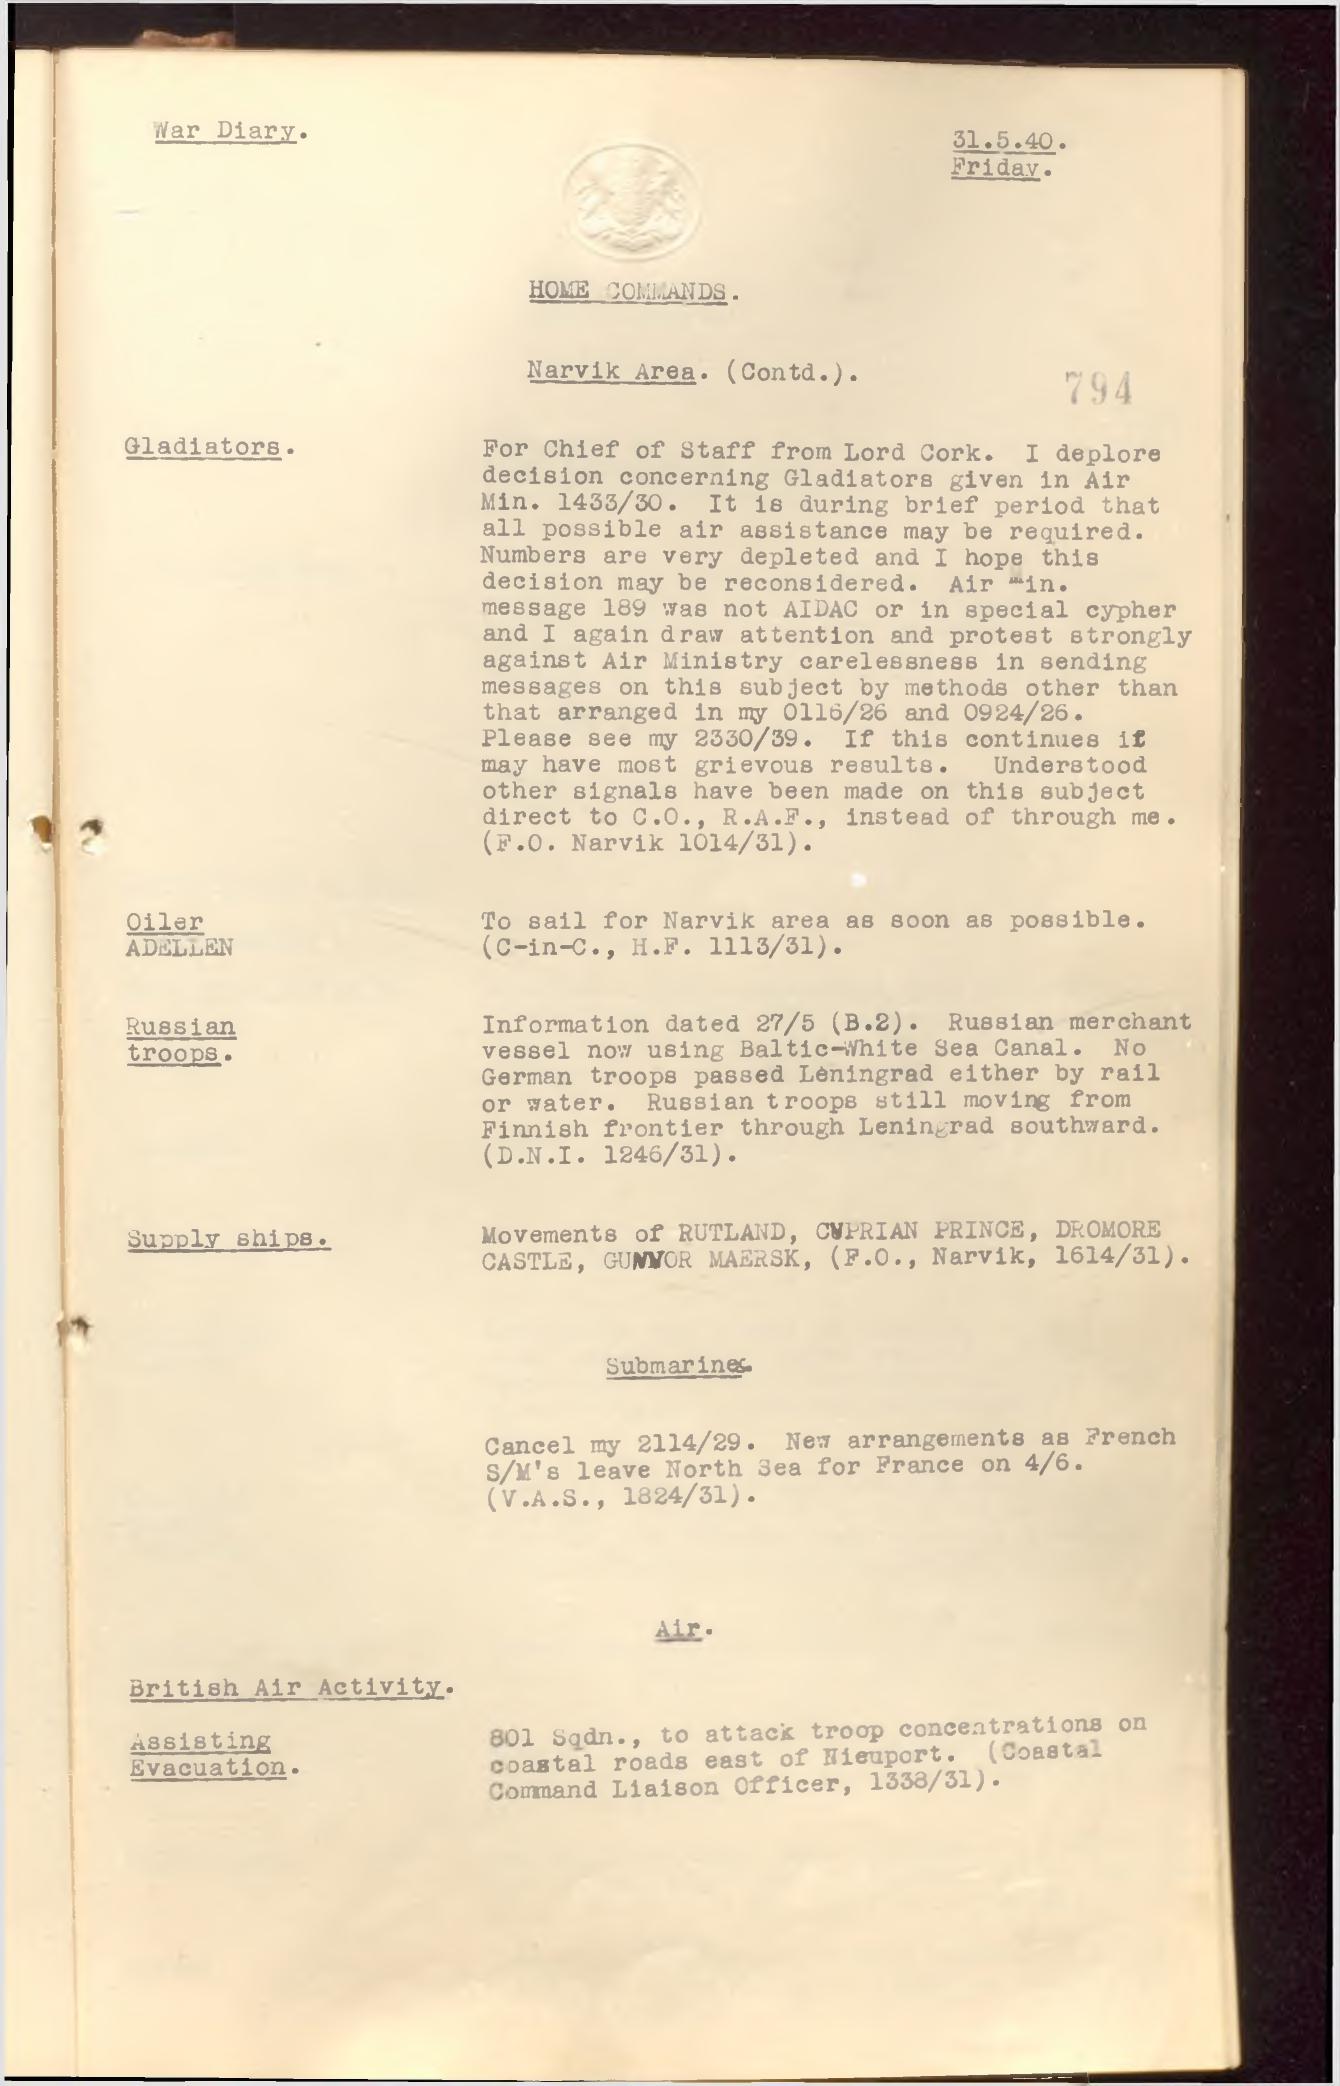 War Diary.
31.5.40.
Friday.
HOME COMMANDS.
Narvik Area. (Contd.).
794
Gladiators.
For Chief of Staff from Lord Cork. I deplore
decision concerning Gladiators given in Air
Min. 1433/30. It is during brief period that
all possible air assistance may be required.
Numbers are very depleted and I hope this
decision may be reconsidered. Air Min.
message 189 was not AIDAC or in special cypher
and I again draw attention and protest strongly
against Air Ministry carelessness in sending
messages on this subject by methods other than
that arranged in my 0116/26 and 0924/26.
Please see my 2330/39. If this continues it
may have most grievous results. Understood
other signals have been made on this subject
direct to C.O., R.A.F., instead of through me.
(F.O. Narvik 1014/31).
Oiler
ADELLEN
To sail for Narvik area as soon as possible.
(C-in-C., H.F. 1113/31).
Russian
troops.
Information dated 27/5 (B.2). Russian merchant
vessel now using Baltic-White Sea Canal. No
German troops passed Leningrad either by rail
or water. Russian troops still moving from
Finnish frontier through Leningrad southward.
(D.N.I. 1246/31).
Supply ships.
Movements of RUTLAND, CYPRIAN PRINCE, DROMORE
CASTLE, GUNVOR MAERSK, (F.O., Narvik, 1614/31).
Submarines.
Cancel my 2114/29. New arrangements as French
S/M's leave North Sea for France on 4/6.
(V.A.S., 1824/31).
Air.
British Air Activity.
Assisting
Evacuation.
801 Sqdn., to attack troop concentrations on
coastal roads east of Nieuport. (Coastal
Command Liaison Officer, 1338/31).